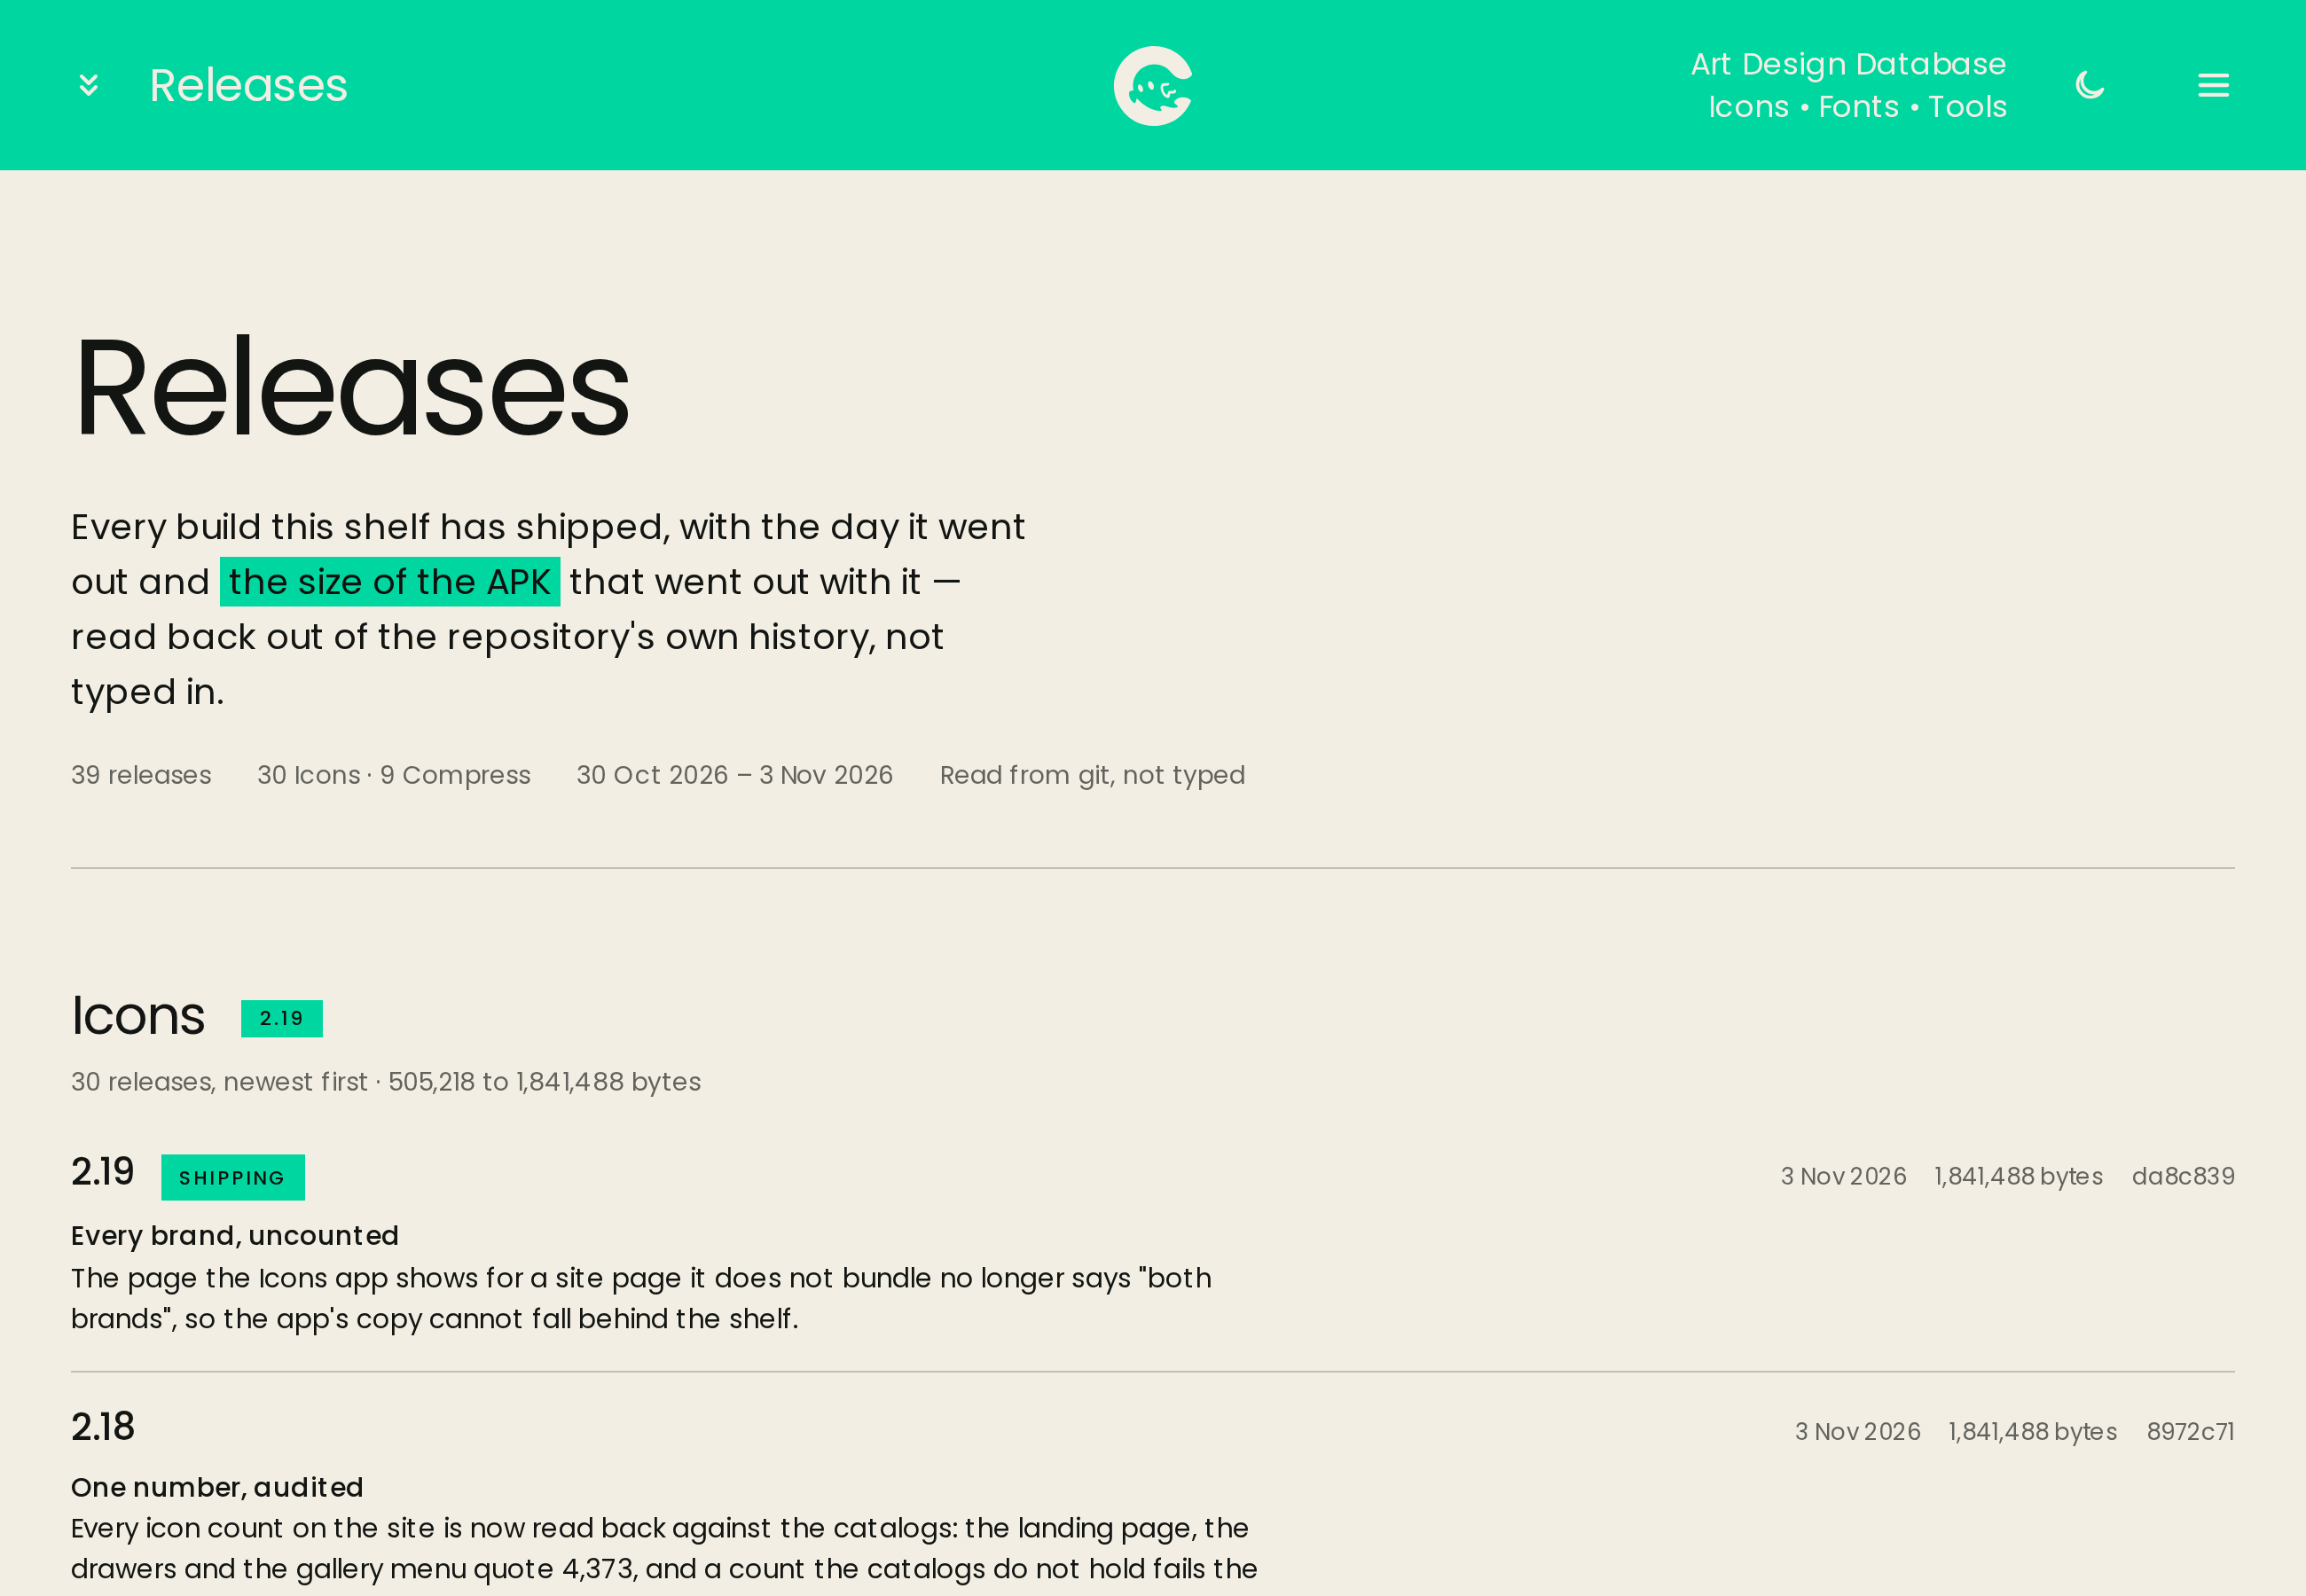 Releases
Art Design Database
Icons • Fonts • Tools
Releases
Every build this shelf has shipped, with the day it went
out and the size of the APK that went out with it —
read back out of the repository's own history, not
typed in.
39 releases 30 Icons · 9 Compress 30 Oct 2026 – 3 Nov 2026 Read from git, not typed
Icons 2.19
30 releases, newest first · 505,218 to 1,841,488 bytes
2.19 SHIPPING 3 Nov 2026 1,841,488 bytes da8c839
Every brand, uncounted
The page the Icons app shows for a site page it does not bundle no longer says "both
brands", so the app's copy cannot fall behind the shelf.
2.18 3 Nov 2026 1,841,488 bytes 8972c71
One number, audited
Every icon count on the site is now read back against the catalogs: the landing page, the
drawers and the gallery menu quote 4,373, and a count the catalogs do not hold fails the